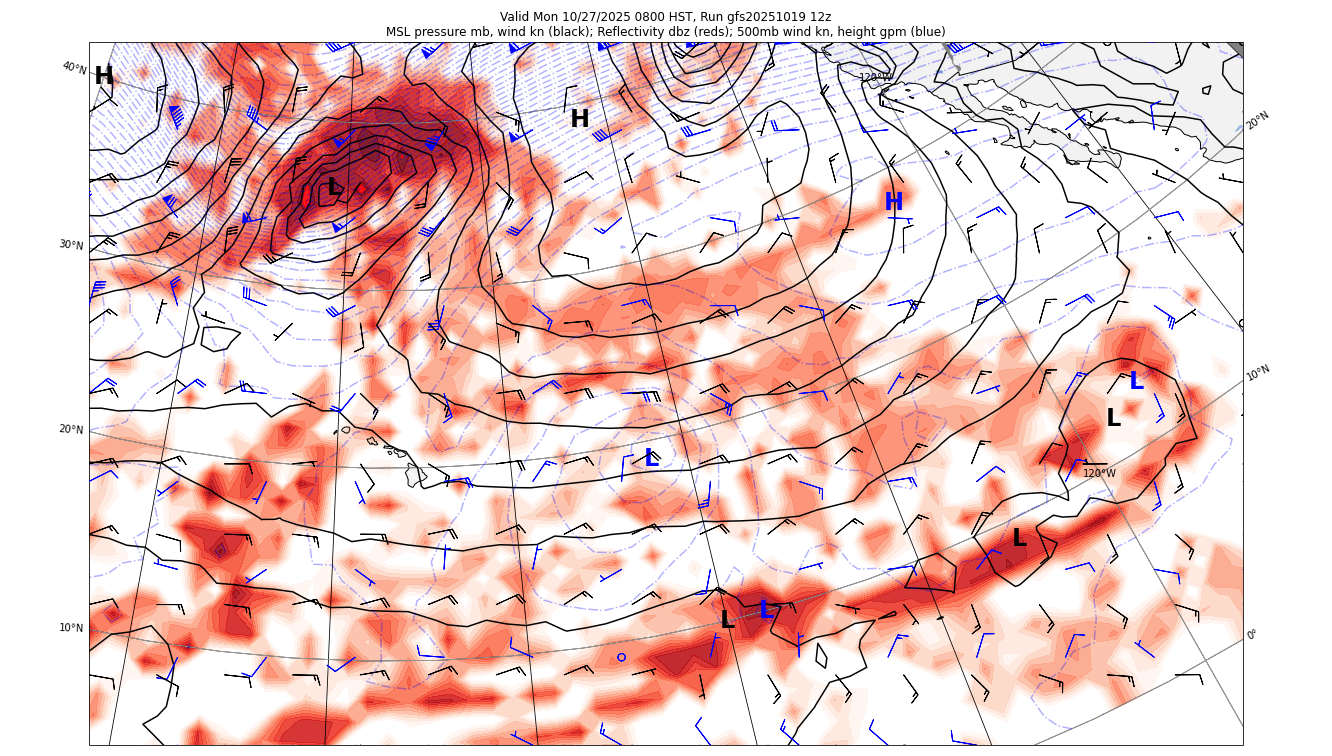 Valid Mon 10/27/2025 0800 HST, Run gfs20251019 12z
MSL pressure mb, wind kn (black); Reflectivity dbz (reds); 500mb wind kn, height gpm (blue)
40°N
H
120°W
H
20°N
L
H
30°N
10°N
L
L
20°N
L
120°W
L
10°N
L
L
0°